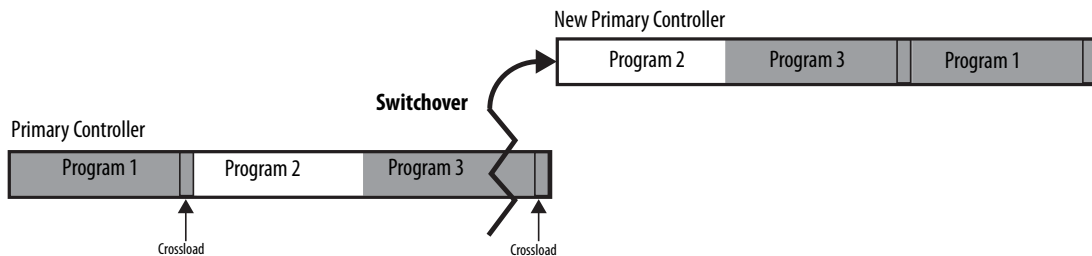 New Primary Controller
Program 2 Program 3 Program 1
Switchover
Primary Controller
Program 1 Program 2 Program 3
Crossload Crossload